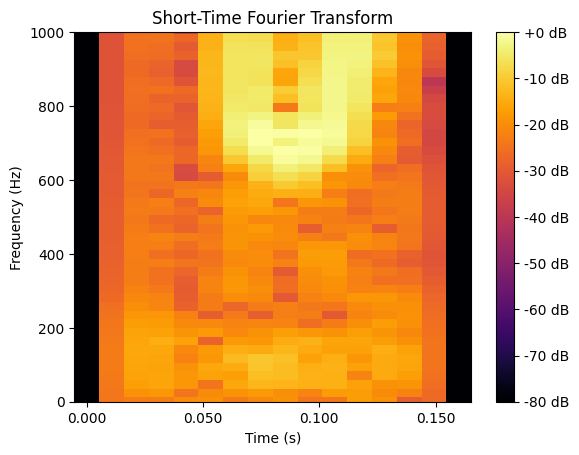 Short-Time Fourier Transform
1000
800
600
400
200
0
Frequency (Hz)
0.000
0.050
0.100
0.150
Time (s)
+0 dB
-10 dB
-20 dB
-30 dB
-40 dB
-50 dB
-60 dB
-70 dB
-80 dB